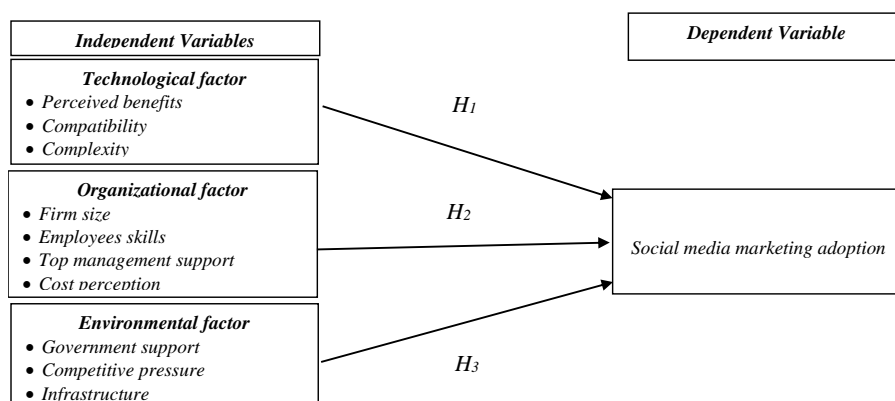 Independent Variables
Dependent Variable
Technological factor
• Perceived benefits
• Compatibility
• Complexity
H1
Organizational factor
• Firm size
• Employees skills
• Top management support
• Cost perception
H2
Social media marketing adoption
Environmental factor
• Government support
• Competitive pressure
• Infrastructure
H3